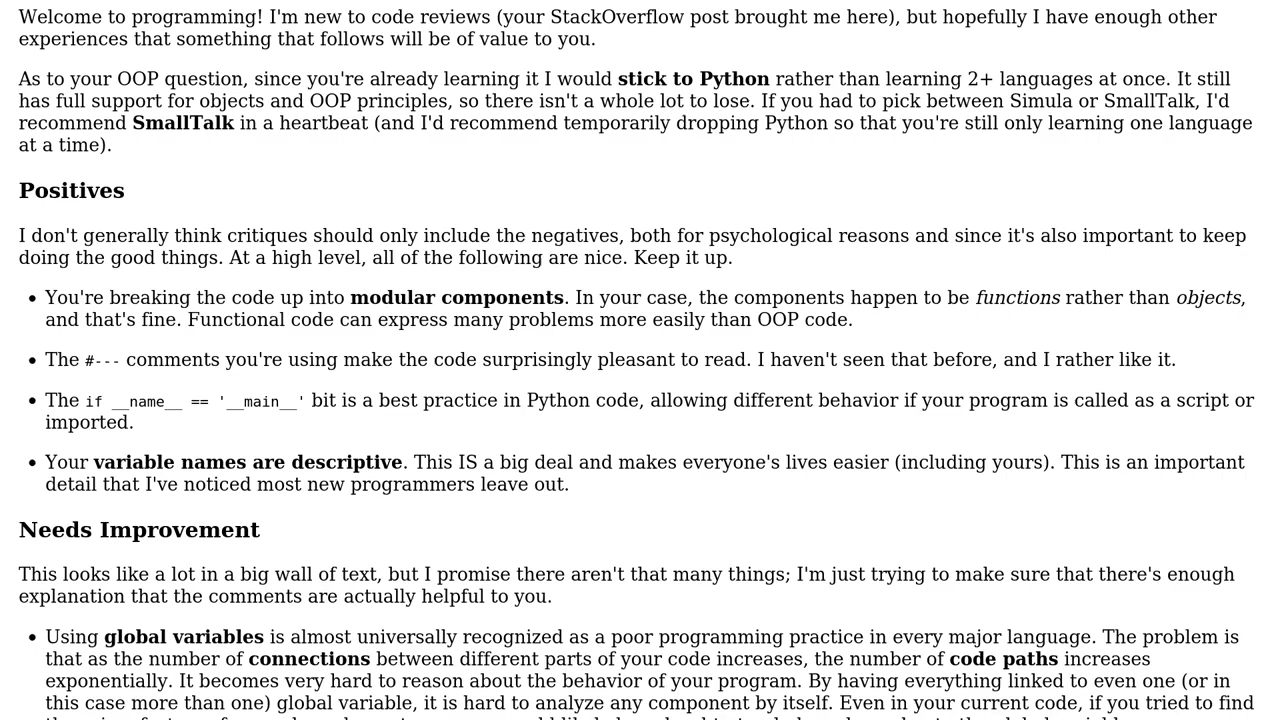 Welcome to programming! I'm new to code reviews (your StackOverflow post brought me here), but hopefully I have enough other
experiences that something that follows will be of value to you.
As to your OOP question, since you're already learning it I would stick to Python rather than learning 2+ languages at once. It still
has full support for objects and OOP principles, so there isn't a whole lot to lose. If you had to pick between Simula or SmallTalk, I'd
recommend SmallTalk in a heartbeat (and I'd recommend temporarily dropping Python so that you're still only learning one language
at a time).
Positives
I don't generally think critiques should only include the negatives, both for psychological reasons and since it's also important to keep
doing the good things. At a high level, all of the following are nice. Keep it up.
• You're breaking the code up into modular components. In your case, the components happen to be functions rather than objects,
and that's fine. Functional code can express many problems more easily than OOP code.
• The #--- comments you're using make the code surprisingly pleasant to read. I haven't seen that before, and I rather like it.
• The if __name__ == '__main__' bit is a best practice in Python code, allowing different behavior if your program is called as a script or
imported.
• Your variable names are descriptive. This IS a big deal and makes everyone's lives easier (including yours). This is an important
detail that I've noticed most new programmers leave out.
Needs Improvement
This looks like a lot in a big wall of text, but I promise there aren't that many things; I'm just trying to make sure that there's enough
explanation that the comments are actually helpful to you.
• Using global variables is almost universally recognized as a poor programming practice in every major language. The problem is
that as the number of connections between different parts of your code increases, the number of code paths increases
exponentially. It becomes very hard to reason about the behavior of your program. By having everything linked to even one (or in
this case more than one) global variable, it is hard to analyze any component by itself. Even in your current code, if you tried to find